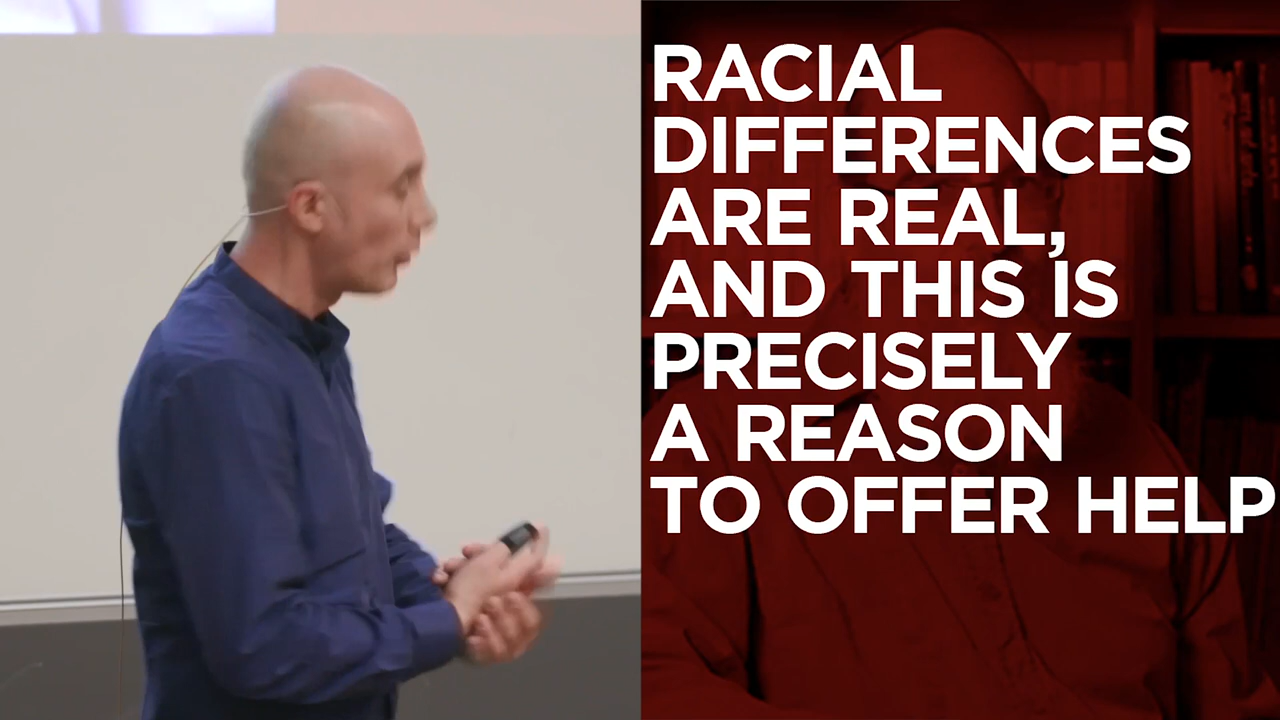 RACIAL
DIFFERENCES
ARE REAL,
AND THIS IS
PRECISELY
A REASON
TO OFFER HELP